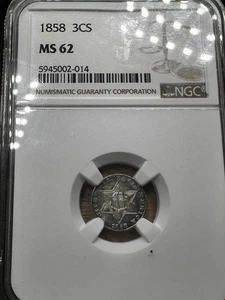 1858 3CS
MS 62
5945002-014
NUMISMATIC GUARANTY CORPORATION
NGC